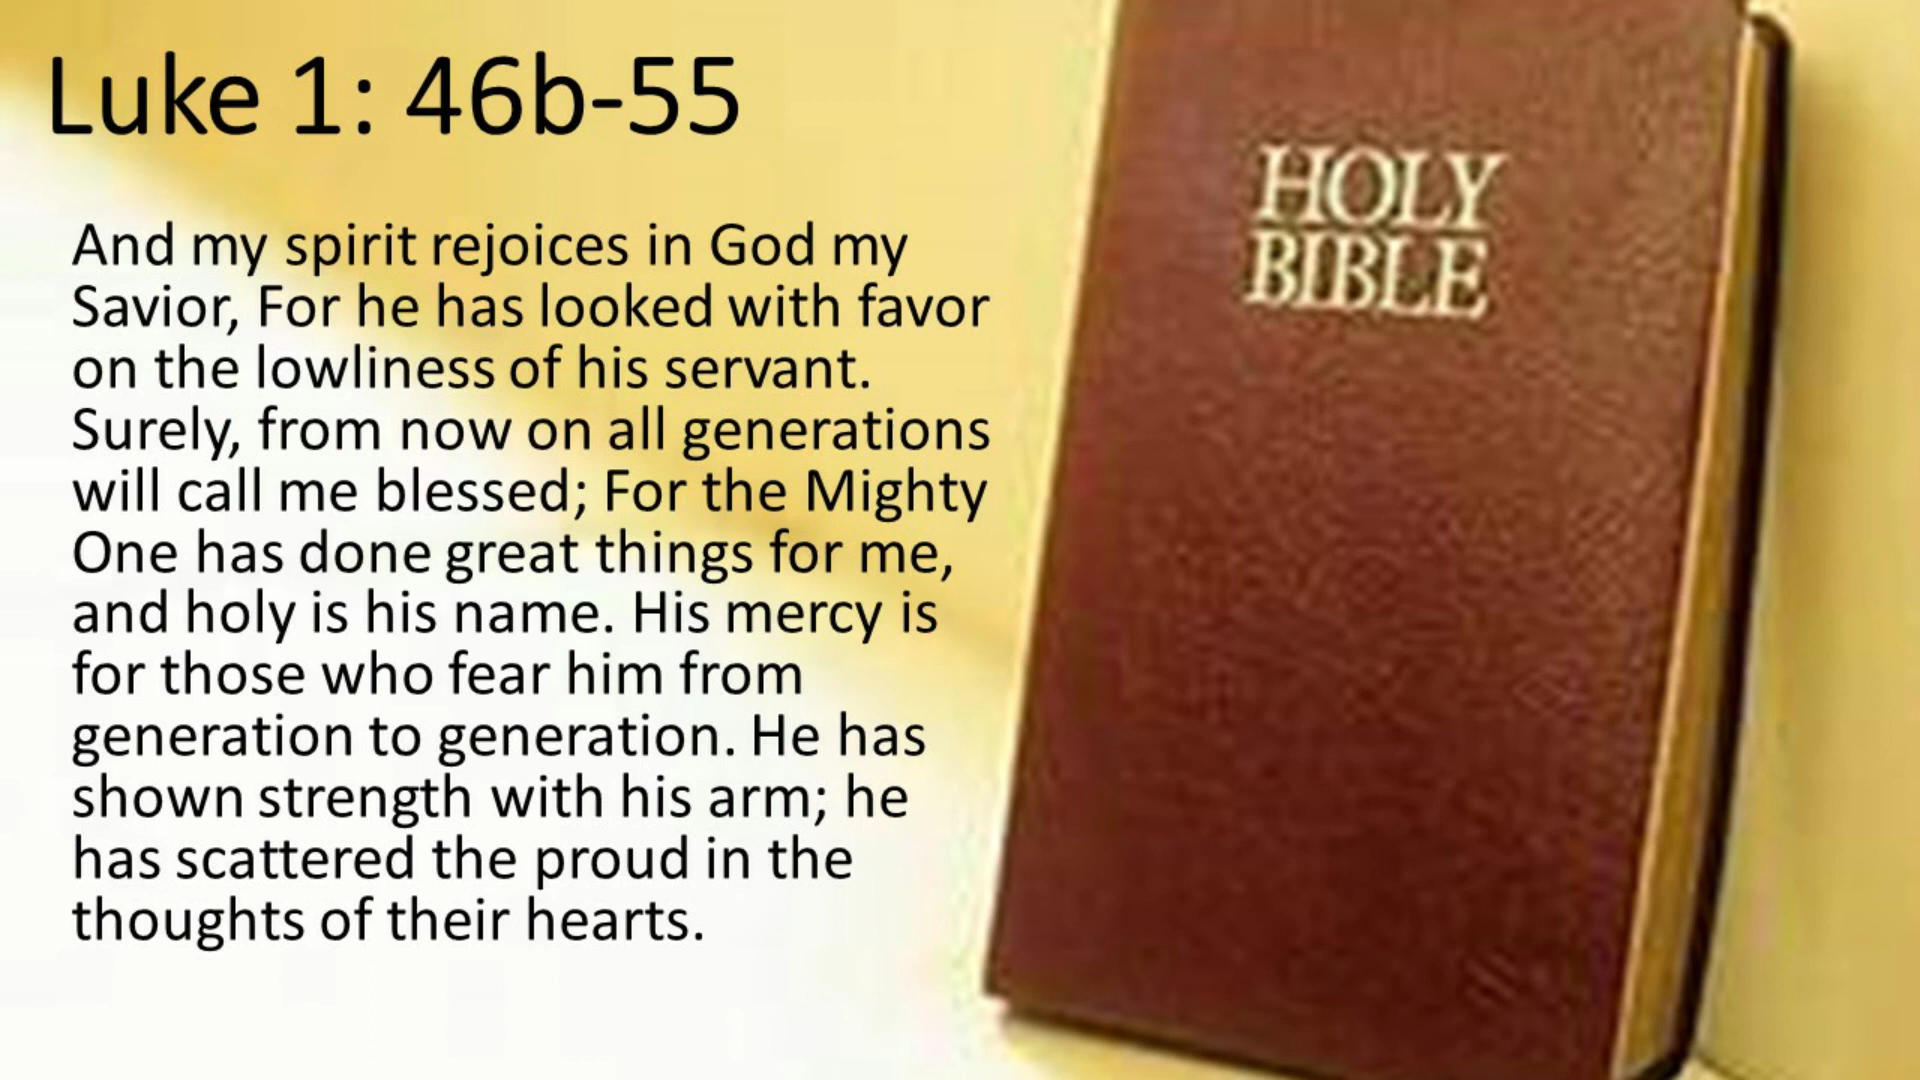 Luke 1: 46b-55
And my spirit rejoices in God my
Savior, For he has looked with favor
on the lowliness of his servant.
Surely, from now on all generations
will call me blessed; For the Mighty
One has done great things for me,
and holy is his name. His mercy is
for those who fear him from
generation to generation. He has
shown strength with his arm; he
has scattered the proud in the
thoughts of their hearts.
HOLY
BIBLE